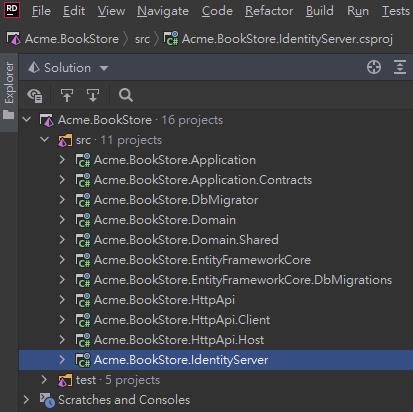 RD File Edit View Navigate Code Refactor Build Run Tests
Acme.BookStore src Acme.BookStore.IdentityServer.csproj
Explorer
Solution
Acme.BookStore · 16 projects
src · 11 projects
C# Acme.BookStore.Application
C# Acme.BookStore.Application.Contracts
C# Acme.BookStore.DbMigrator
C# Acme.BookStore.Domain
C# Acme.BookStore.Domain.Shared
C# Acme.BookStore.EntityFrameworkCore
C# Acme.BookStore.EntityFrameworkCore.DbMigrations
C# Acme.BookStore.HttpApi
C# Acme.BookStore.HttpApi.Client
C# Acme.BookStore.HttpApi.Host
C# Acme.BookStore.IdentityServer
test · 5 projects
Scratches and Consoles